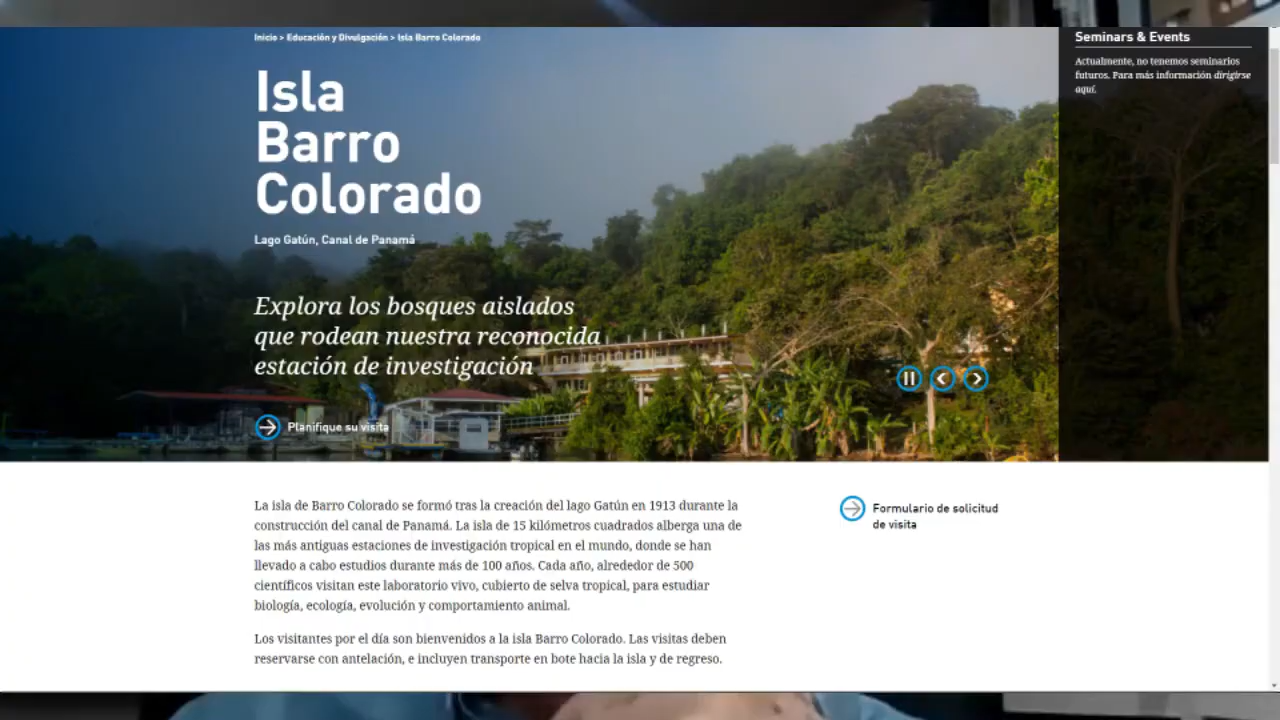 Inicio > Educación y Divulgación > Isla Barro Colorado
Isla
Barro
Colorado
Lago Gatún, Canal de Panamá
Explora los bosques aislados
que rodean nuestra reconocida
estación de investigación
Planifique su visita
Seminars & Events
Actualmente, no tenemos seminarios
futuros. Para más información dirigirse
aquí.
La isla de Barro Colorado se formó tras la creación del lago Gatún en 1913 durante la
construcción del canal de Panamá. La isla de 15 kilómetros cuadrados alberga una de
las más antiguas estaciones de investigación tropical en el mundo, donde se han
llevado a cabo estudios durante más de 100 años. Cada año, alrededor de 500
científicos visitan este laboratorio vivo, cubierto de selva tropical, para estudiar
biología, ecología, evolución y comportamiento animal.
Los visitantes por el día son bienvenidos a la isla Barro Colorado. Las visitas deben
reservarse con antelación, e incluyen transporte en bote hacia la isla y de regreso.
Formulario de solicitud
de visita